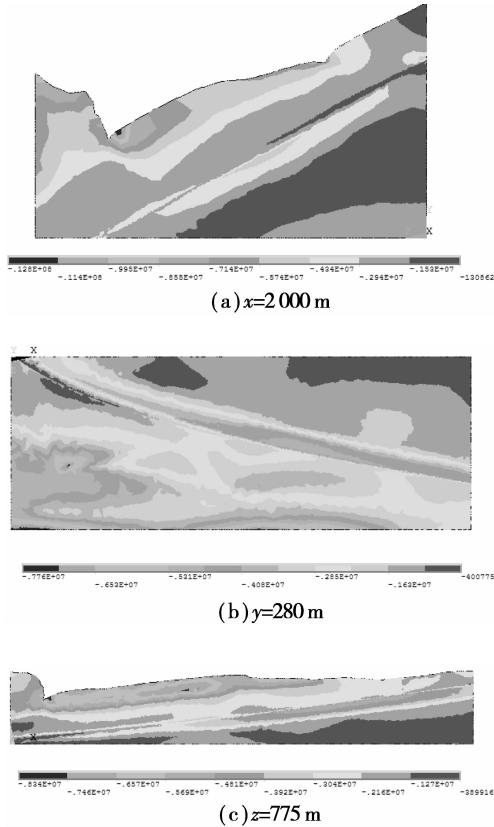 Y
X
-.128E+08 -.995E+07 -.714E+07 -.434E+07 -.153E+07
-.114E+08 -.855E+07 -.574E+07 -.294E+07 -130562
(a) x=2 000 m
Y X
-.776E+07 -.531E+07 -.285E+07 -400775
-.653E+07 -.408E+07 -.163E+07
(b) y=280 m
X
-.834E+07 -.657E+07 -.481E+07 -.304E+07 -.127E+07
-.746E+07 -.569E+07 -.392E+07 -.216E+07 -389916
(c) z=775 m